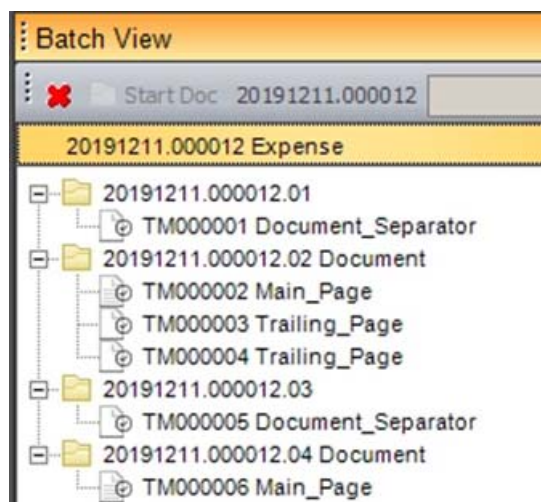 Batch View
Start Doc 20191211.000012
20191211.000012 Expense
20191211.000012.01
TM000001 Document_Separator
20191211.000012.02 Document
TM000002 Main_Page
TM000003 Trailing_Page
TM000004 Trailing_Page
20191211.000012.03
TM000005 Document_Separator
20191211.000012.04 Document
TM000006 Main_Page